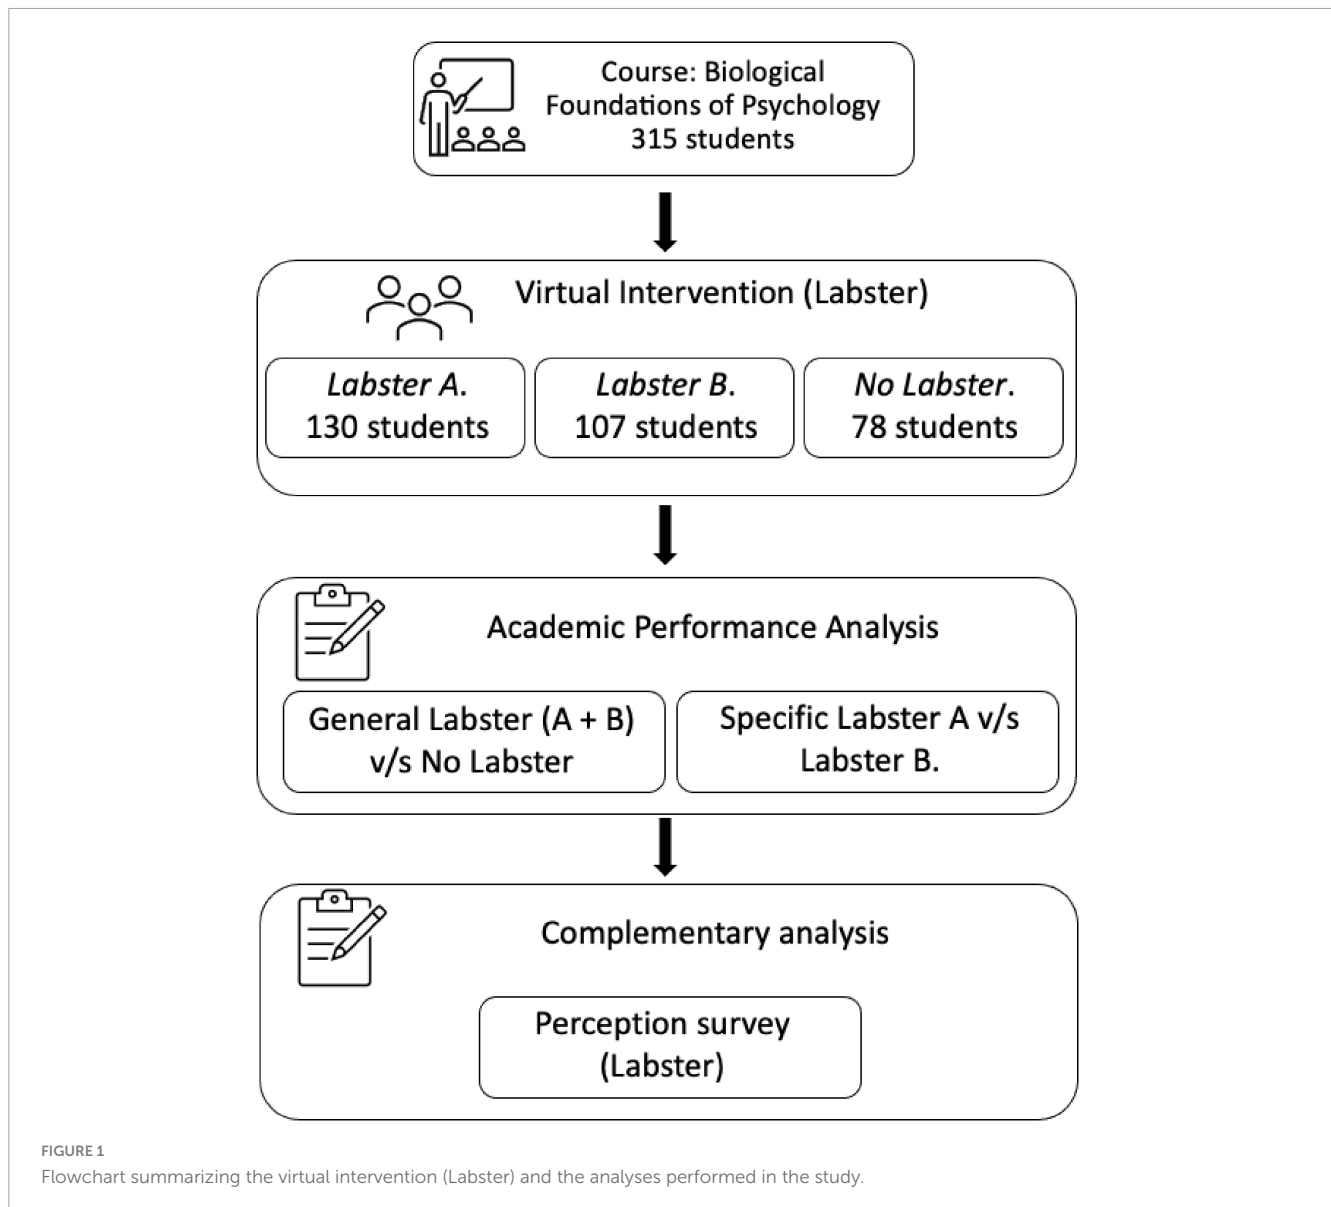 Course: Biological
Foundations of Psychology
315 students
Virtual Intervention (Labster)
Labster A.
130 students
Labster B.
107 students
No Labster.
78 students
Academic Performance Analysis
General Labster (A + B)
v/s No Labster
Specific Labster A v/s
Labster B.
Complementary analysis
Perception survey
(Labster)
FIGURE 1
Flowchart summarizing the virtual intervention (Labster) and the analyses performed in the study.